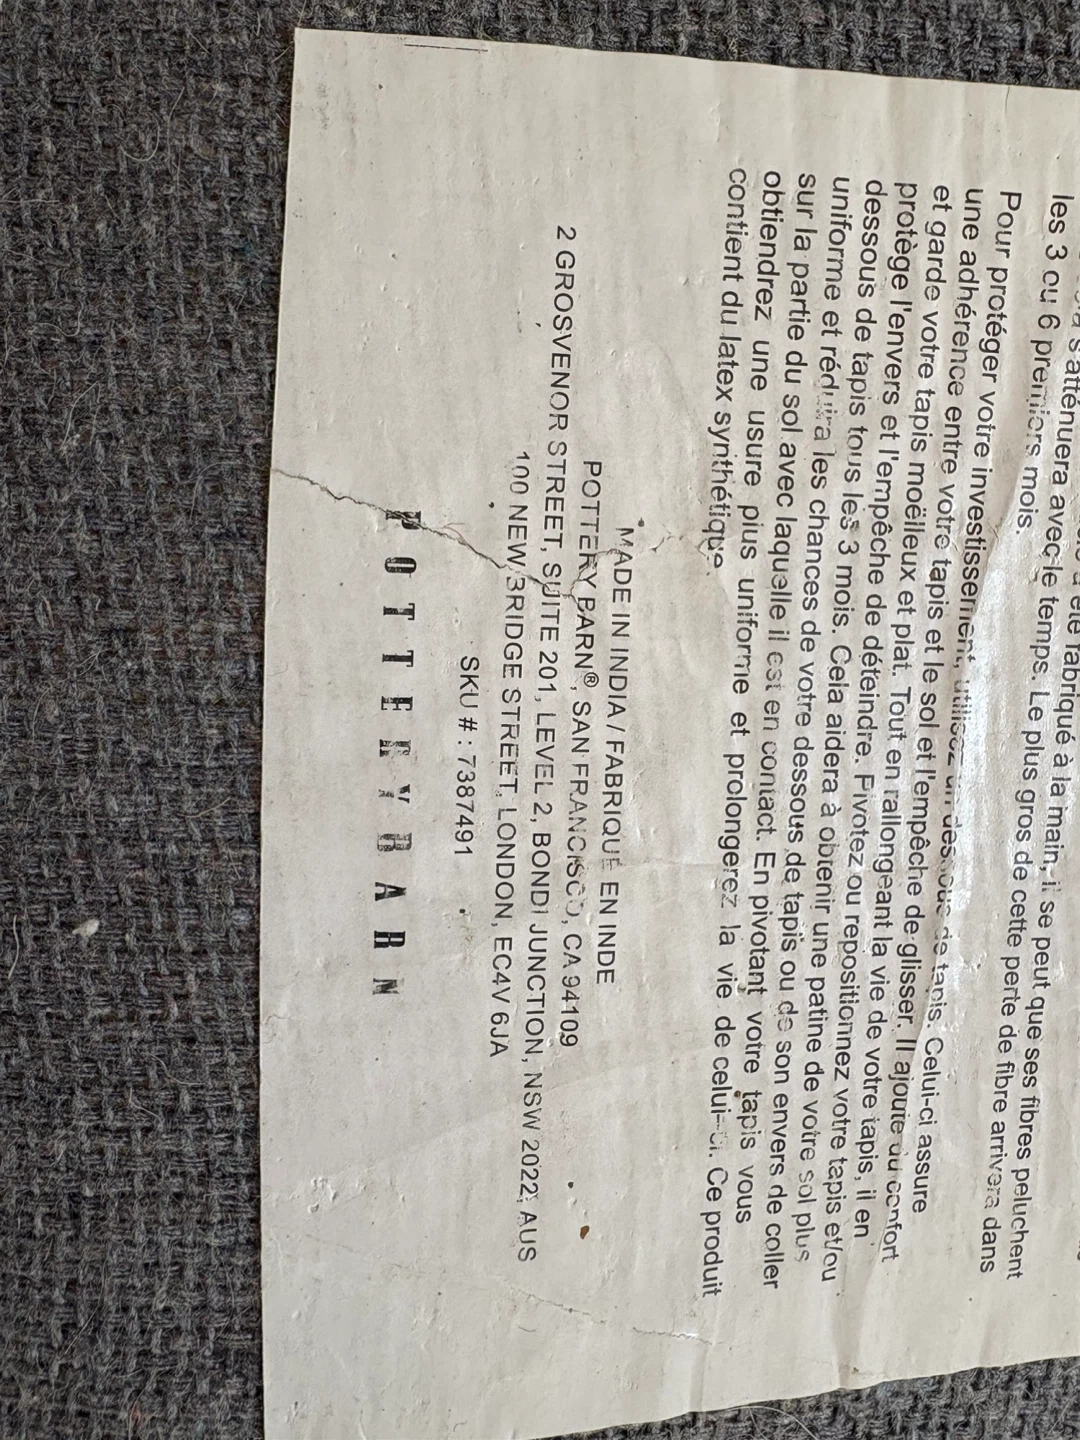 les 3 ou 6 premiers mois.
s'atténuera avec le temps. Le plus gros de cette perte de fibre arrivera dans
fabriqué à la main, il se peut que ses fibres peluchent
Pour protéger votre investissement, utilisez un dessous de tapis. Celui-ci assure
une adhérence entre votre tapis et le sol et l'empêche de glisser. Il ajoute du confort
et garde votre tapis moëlleux et plat. Tout en rallongeant la vie de votre tapis, il en
protège l'envers et l'empêche de déteindre. Pivotez ou repositionnez votre tapis et/ou
dessous de tapis tous les 3 mois. Cela aidera à obtenir une patine de votre sol plus
uniforme et réduira les chances de votre dessous de tapis ou de son envers de coller
sur la partie du sol avec laquelle il est en contact. En pivotant votre tapis vous
obtiendrez une usure plus uniforme et prolongerez la vie de celui-ci. Ce produit
contient du latex synthétique.
MADE IN INDIA / FABRIQUE EN INDE
POTTERY BARN®, SAN FRANCISCO, CA 94109
2 GROSVENOR STREET, SUITE 201, LEVEL 2, BONDI JUNCTION, NSW 2022, AUS
100 NEW BRIDGE STREET, LONDON, EC4V 6JA
SKU # : 7387491
POTTERY BARN